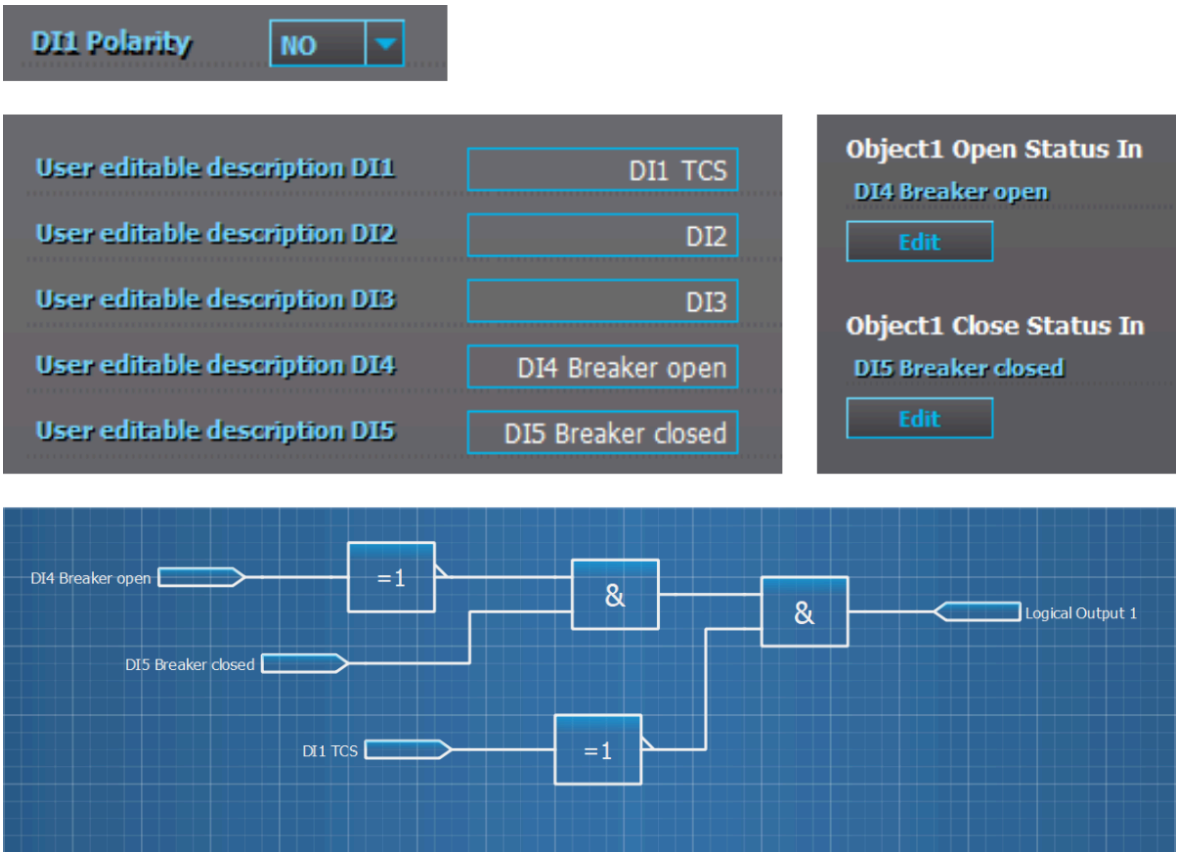 DI1 Polarity NO
User editable description DI1 DI1 TCS
User editable description DI2 DI2
User editable description DI3 DI3
User editable description DI4 DI4 Breaker open
User editable description DI5 DI5 Breaker closed
Object1 Open Status In
DI4 Breaker open
Edit
Object1 Close Status In
DI5 Breaker closed
Edit
DI4 Breaker open
=1
&
&
Logical Output 1
DI5 Breaker closed
DI1 TCS
=1